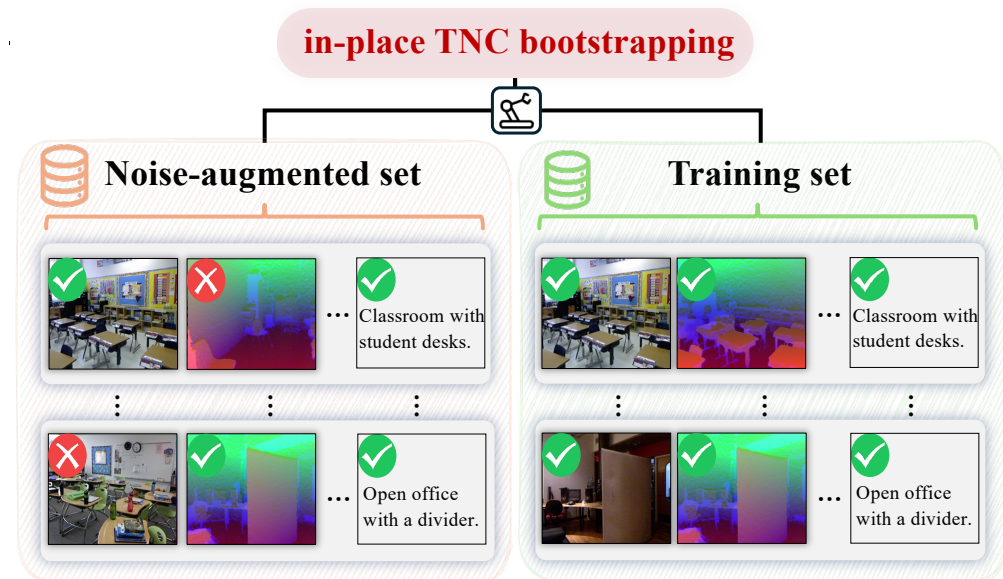 in-place TNC bootstrapping
Noise-augmented set
Training set
...
Classroom with
student desks.
...
Classroom with
student desks.
...
Open office
with a divider.
...
Open office
with a divider.